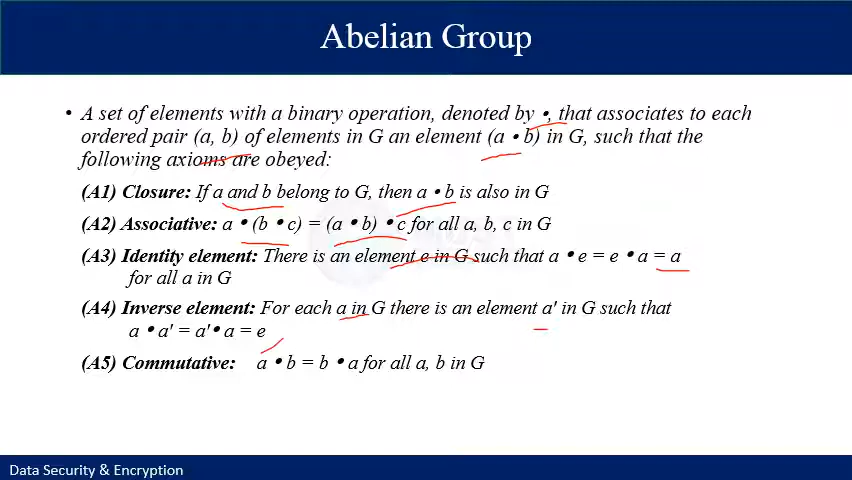 Abelian Group
• A set of elements with a binary operation, denoted by •, that associates to each
ordered pair (a, b) of elements in G an element (a • b) in G, such that the
following axioms are obeyed:
(A1) Closure: If a and b belong to G, then a • b is also in G
(A2) Associative: a • (b • c) = (a • b) • c for all a, b, c in G
(A3) Identity element: There is an element e in G such that a • e = e • a = a
for all a in G
(A4) Inverse element: For each a in G there is an element a′ in G such that
a • a′ = a′• a = e
(A5) Commutative: a • b = b • a for all a, b in G
Data Security & Encryption